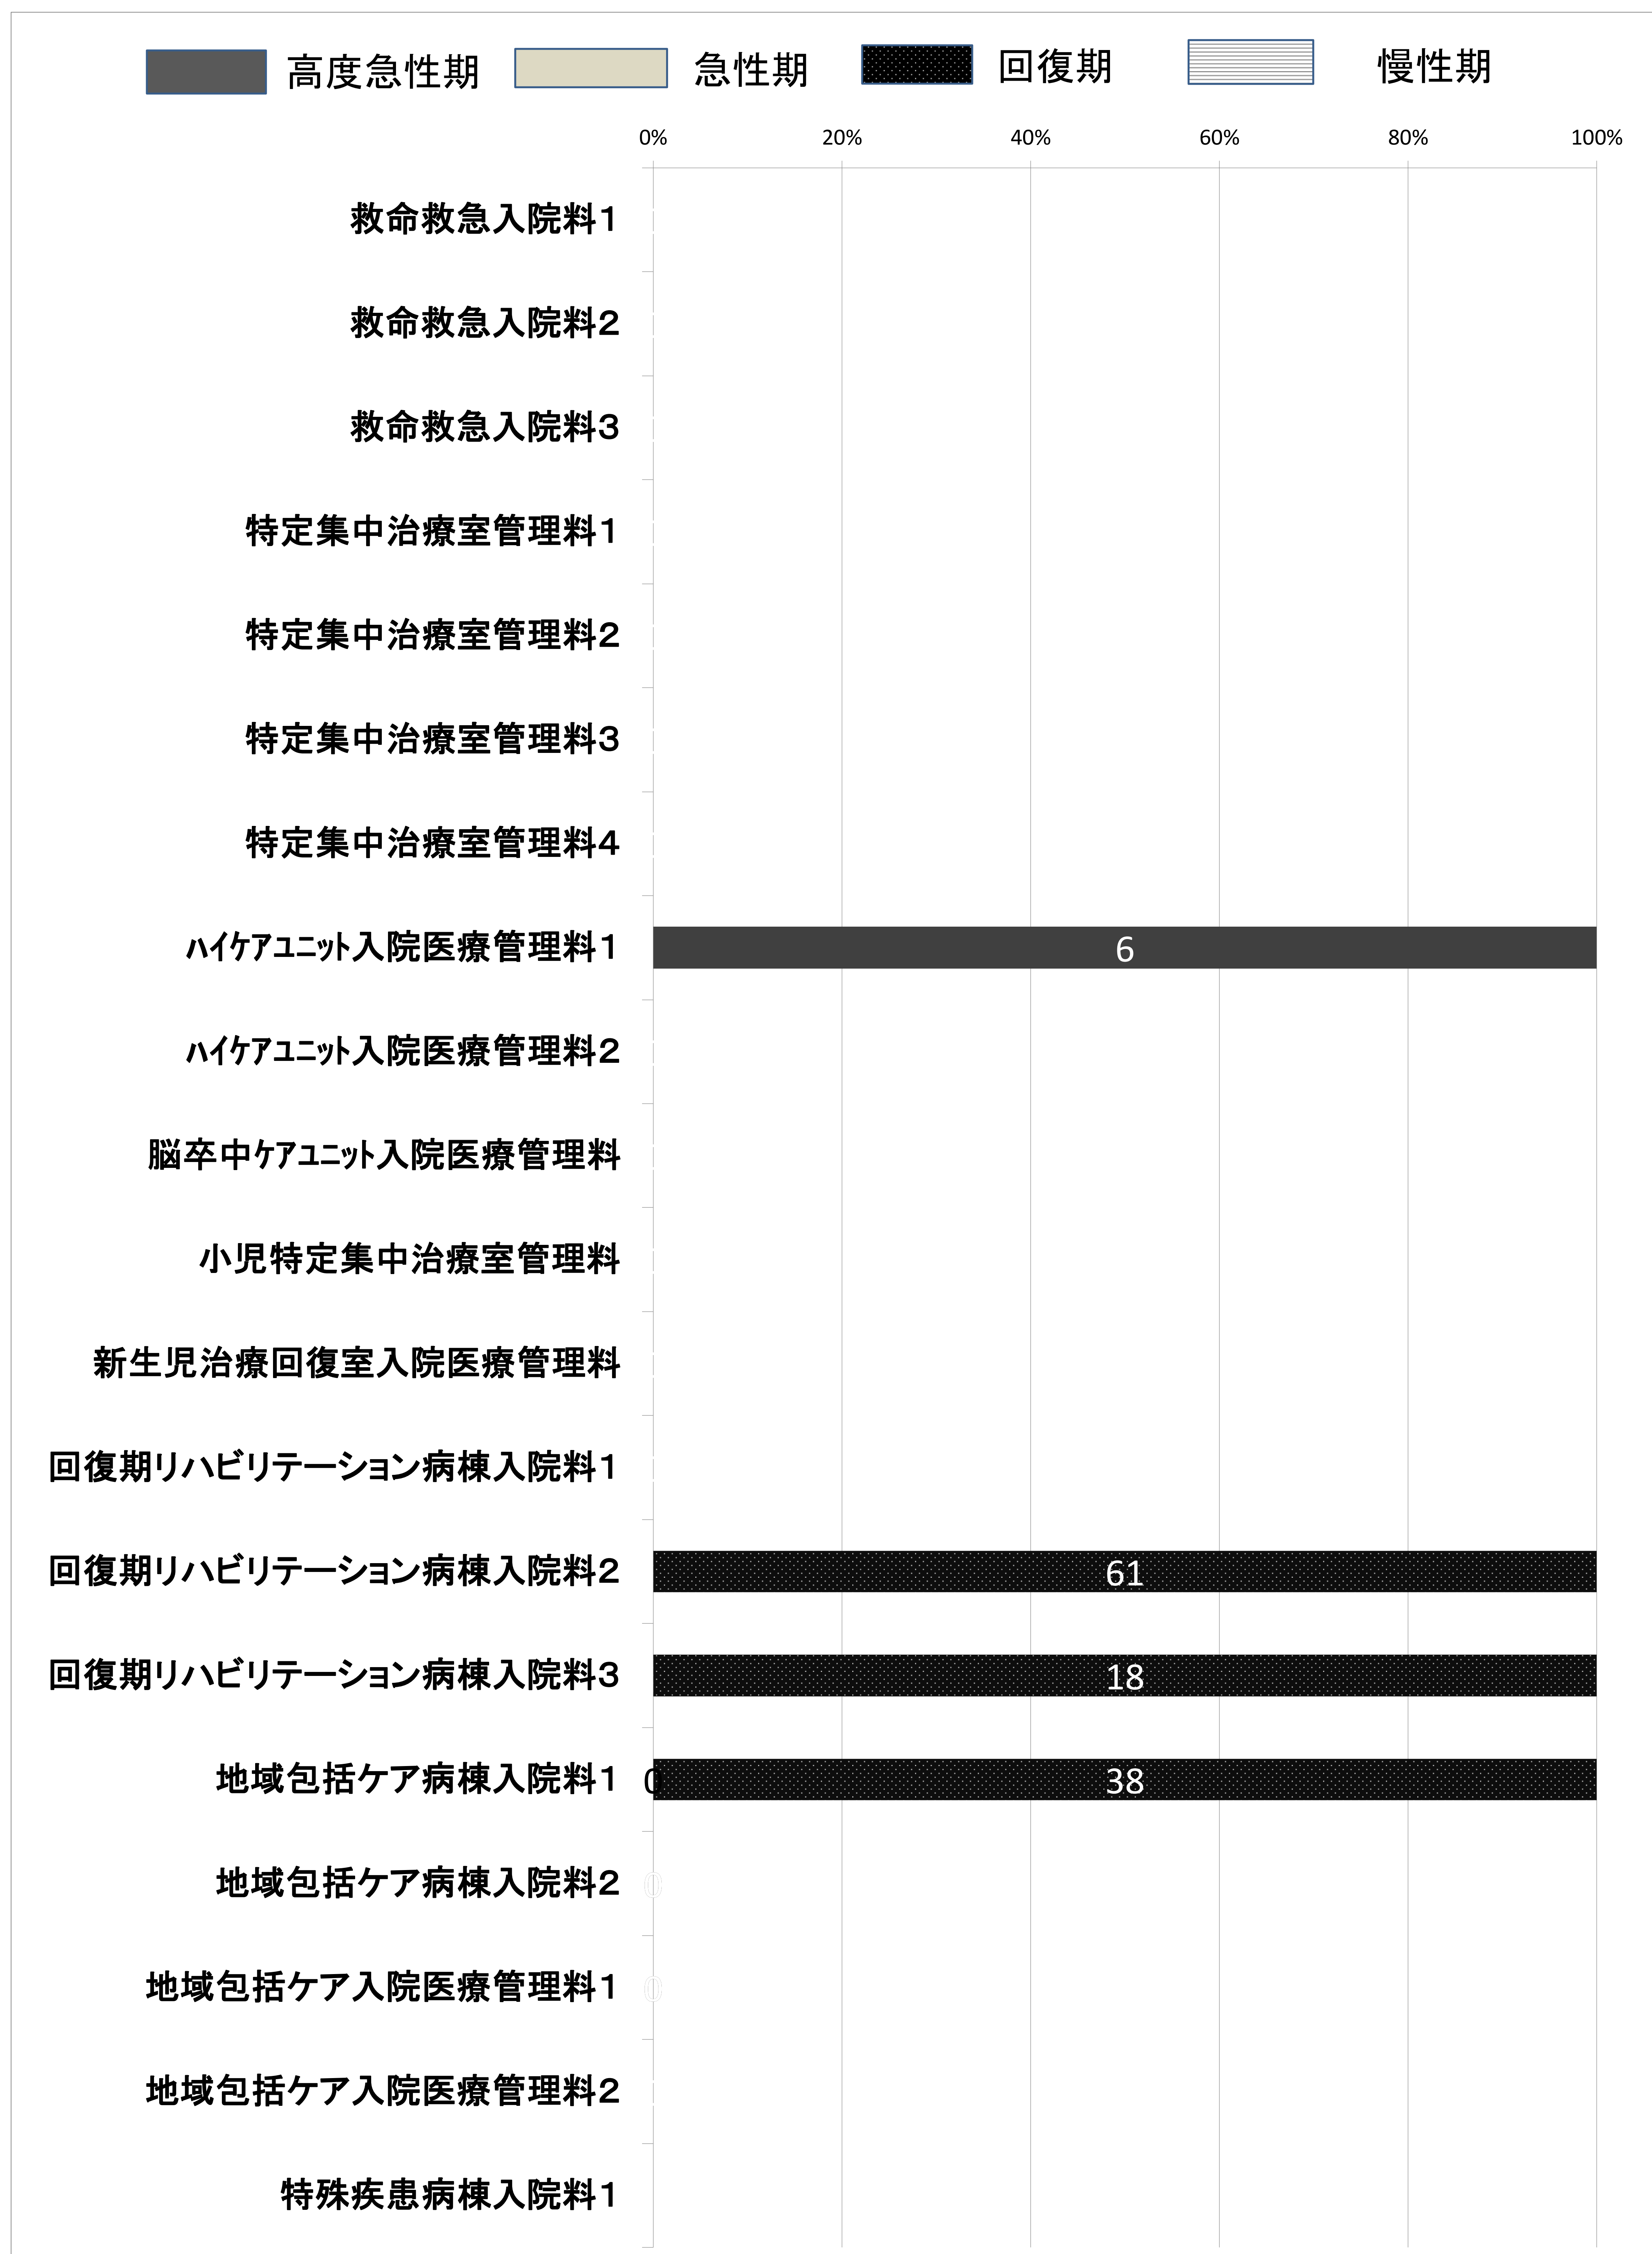 高度急性期 急性期 回復期 慢性期
0% 20% 40% 60% 80% 100%
救命救急入院料1
救命救急入院料2
救命救急入院料3
特定集中治療室管理料1
特定集中治療室管理料2
特定集中治療室管理料3
特定集中治療室管理料4
ﾊｲｹｱﾕﾆｯﾄ入院医療管理料1 6
ﾊｲｹｱﾕﾆｯﾄ入院医療管理料2
脳卒中ｹｱﾕﾆｯﾄ入院医療管理料
小児特定集中治療室管理料
新生児治療回復室入院医療管理料
回復期リハビリテーション病棟入院料1
回復期リハビリテーション病棟入院料2 61
回復期リハビリテーション病棟入院料3 18
地域包括ケア病棟入院料1 0 38
地域包括ケア病棟入院料2 0
地域包括ケア入院医療管理料1 0
地域包括ケア入院医療管理料2
特殊疾患病棟入院料1